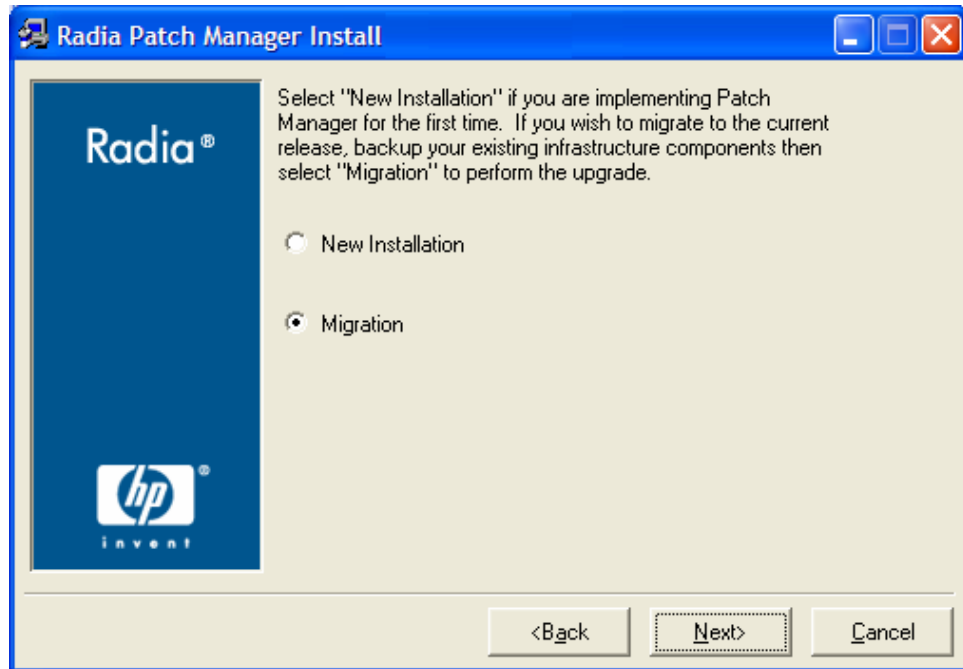 Radia Patch Manager Install
Radia®
Select "New Installation" if you are implementing Patch
Manager for the first time. If you wish to migrate to the current
release, backup your existing infrastructure components then
select "Migration" to perform the upgrade.
New Installation
Migration
hp®
invent
<Back
Next>
Cancel